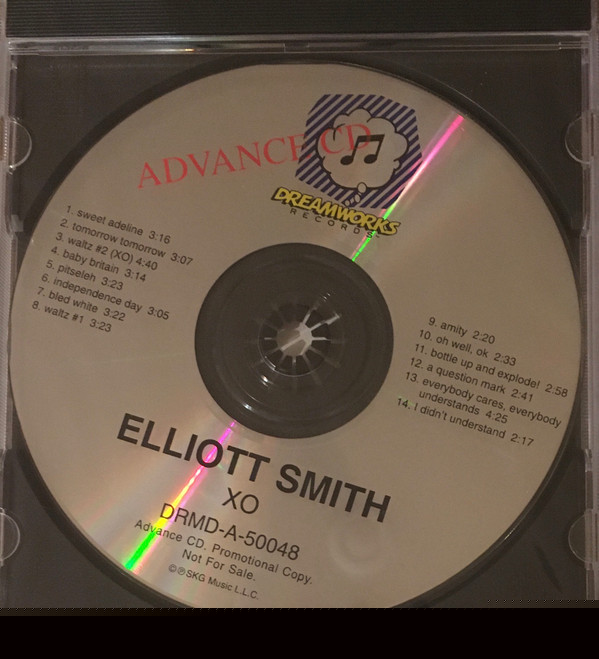 ADVANCE CD
DREAMWORKS
RECORDS
1. sweet adeline 3:16
2. tomorrow tomorrow 3:07
3. waltz #2 (XO) 4:40
4. baby britain 3:14
5. pitseleh 3:23
6. independence day 3:05
7. bled white 3:22
8. waltz #1 3:23
9. amity 2:20
10. oh well, ok 2:33
11. bottle up and explode! 2:58
12. a question mark 2:41
13. everybody cares, everybody
understands 4:25
14. i didn't understand 2:17
ELLIOTT SMITH
XO
DRMD-A-50048
Advance CD. Promotional Copy.
Not For Sale.
©℗SKG Music L.L.C.